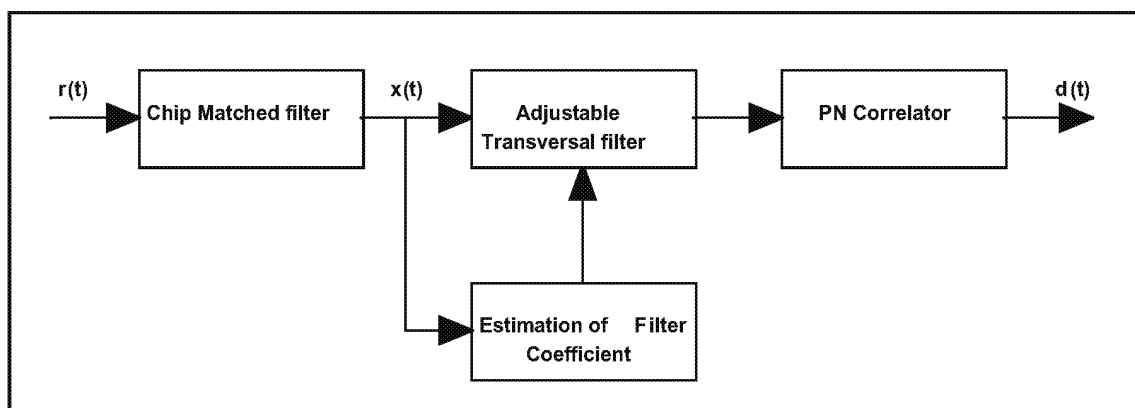 r(t)
Chip Matched filter
x(t)
Adjustable
Transversal filter
PN Correlator
d(t)
Estimation of Filter
Coefficient